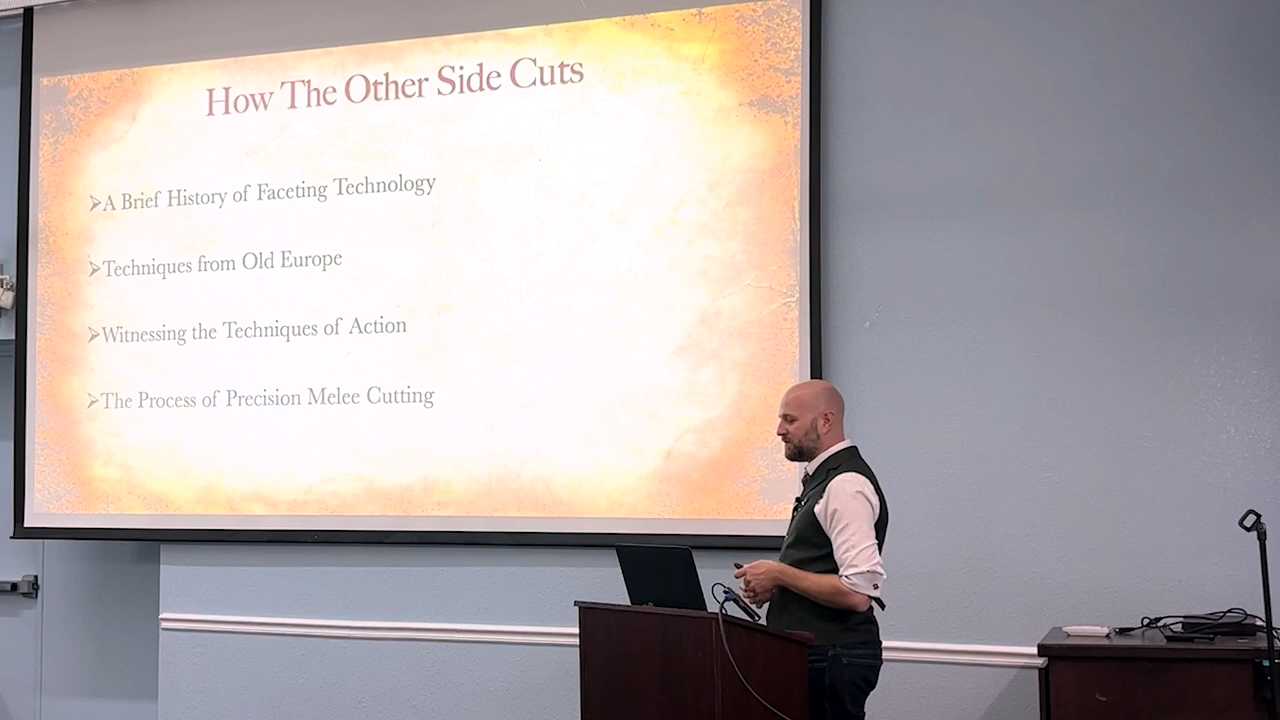 How The Other Side Cuts
➢A Brief History of Faceting Technology
➢Techniques from Old Europe
➢Witnessing the Techniques of Action
➢The Process of Precision Melee Cutting